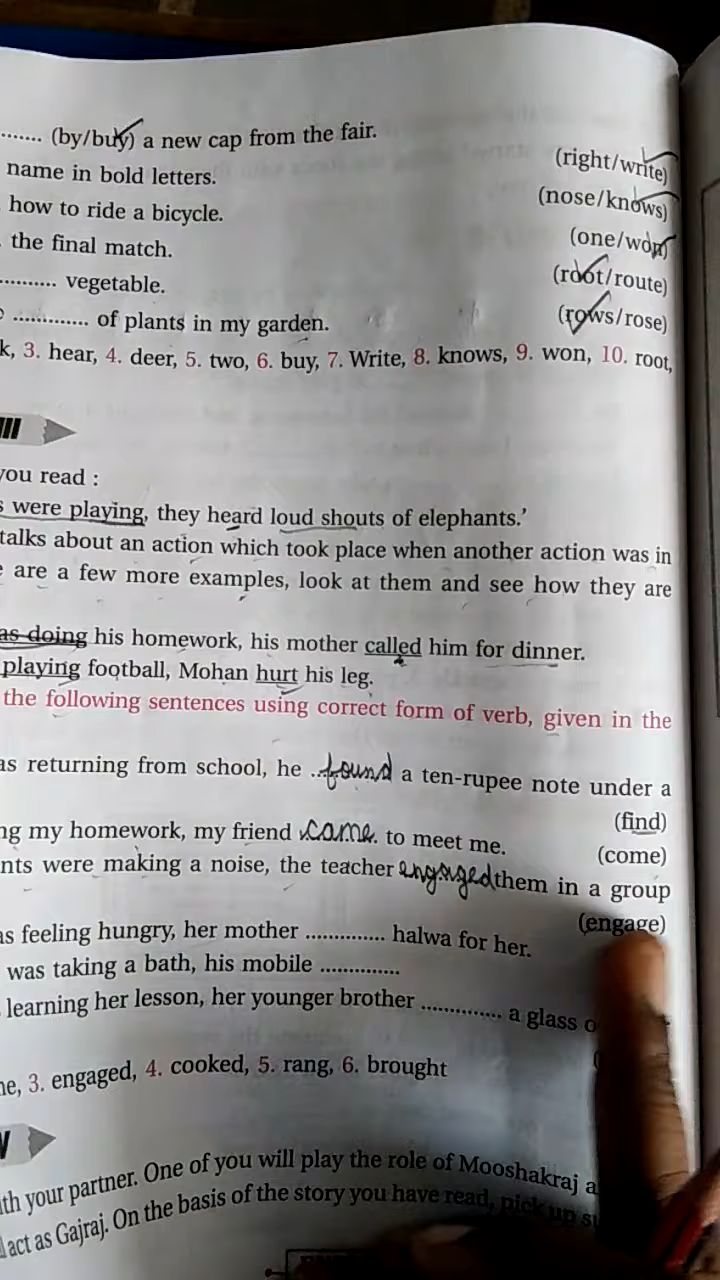 ........ (by/buy) a new cap from the fair.
name in bold letters. (right/write)
how to ride a bicycle. (nose/knows)
the final match. (one/won)
.......... vegetable. (root/route)
............. of plants in my garden. (rows/rose)
k, 3. hear, 4. deer, 5. two, 6. buy, 7. Write, 8. knows, 9. won, 10. root,
you read :
s were playing, they heard loud shouts of elephants.’
talks about an action which took place when another action was in
e are a few more examples, look at them and see how they are
as doing his homework, his mother called him for dinner.
playing football, Mohan hurt his leg.
the following sentences using correct form of verb, given in the
as returning from school, he found a ten-rupee note under a
(find)
ng my homework, my friend came to meet me. (come)
nts were making a noise, the teacher engaged them in a group
(engage)
as feeling hungry, her mother .............. halwa for her.
was taking a bath, his mobile ..............
learning her lesson, her younger brother .............. a glass o
ne, 3. engaged, 4. cooked, 5. rang, 6. brought
V
ith your partner. One of you will play the role of Mooshakraj a
act as Gajraj. On the basis of the story you have read, pick up